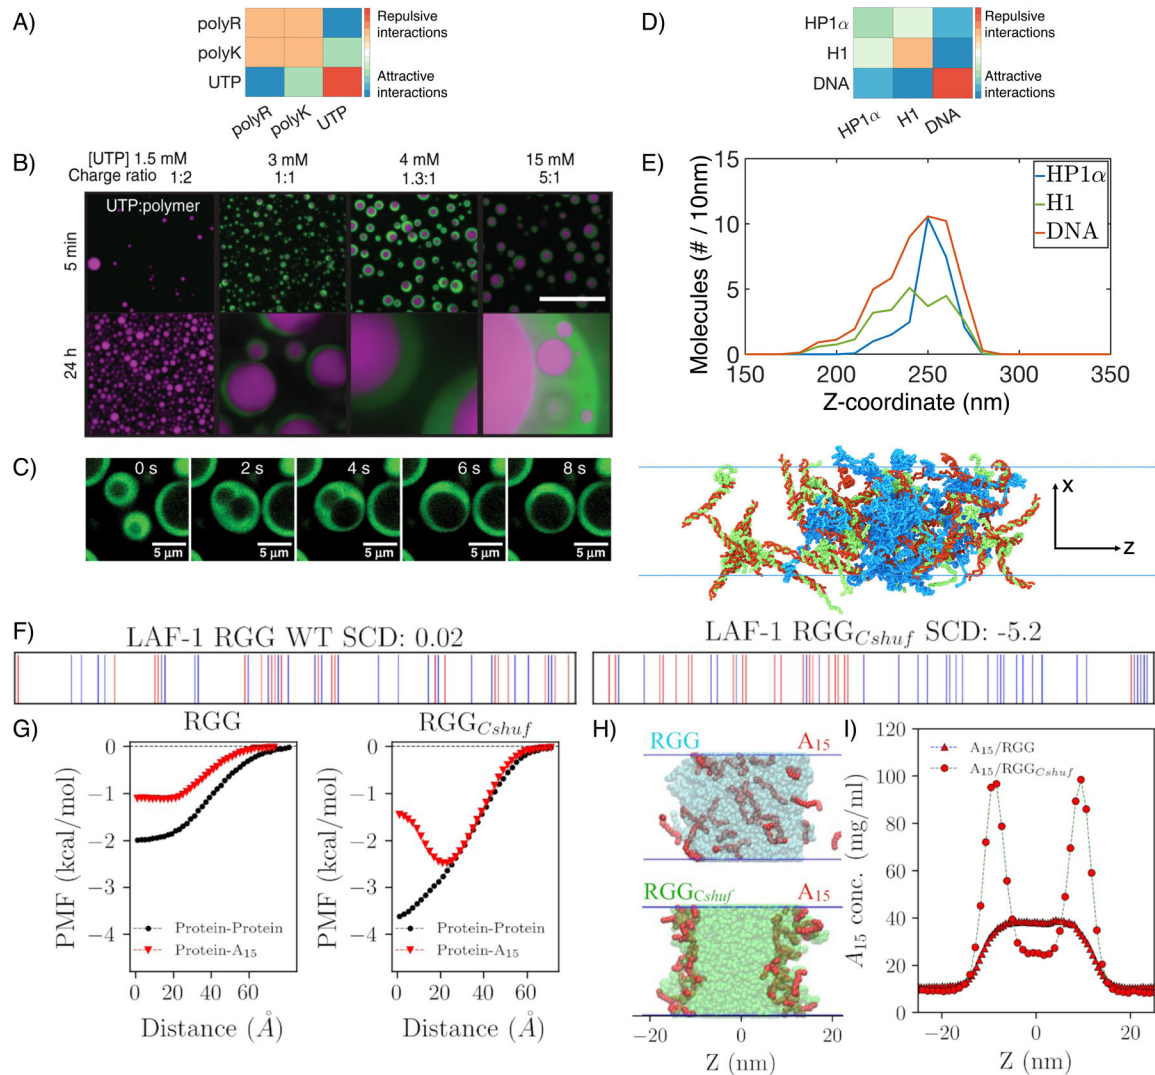 A)
polyR
polyK
UTP
polyR
polyK
UTP
Repulsive
interactions
Attractive
interactions
B)
[UTP] 1.5 mM
3 mM
4 mM
15 mM
Charge ratio
1:2
1:1
1.3:1
5:1
UTP:polymer
5 min
24 h
C)
0 s
2 s
4 s
6 s
8 s
5 μm
5 μm
5 μm
5 μm
5 μm
D)
HP1α
H1
DNA
HP1α
H1
DNA
Repulsive
interactions
Attractive
interactions
E)
15
10
5
0
Molecules (# / 10nm)
HP1α
H1
DNA
150
200
250
300
350
Z-coordinate (nm)
X
Z
F)
LAF-1 RGG WT SCD: 0.02
LAF-1 RGG_Cshuf SCD: -5.2
G)
RGG
0
−1
−2
−3
−4
PMF (kcal/mol)
Protein-Protein
Protein-A₁₅
0
20
40
60
Distance (Å)
RGG_Cshuf
0
−1
−2
−3
−4
PMF (kcal/mol)
Protein-Protein
Protein-A₁₅
0
20
40
60
Distance (Å)
H)
RGG
A₁₅
RGG_Cshuf
A₁₅
−20
0
20
Z (nm)
I)
120
100
80
60
40
20
0
A₁₅ conc. (mg/ml)
A₁₅/RGG
A₁₅/RGG_Cshuf
−20
0
20
Z (nm)